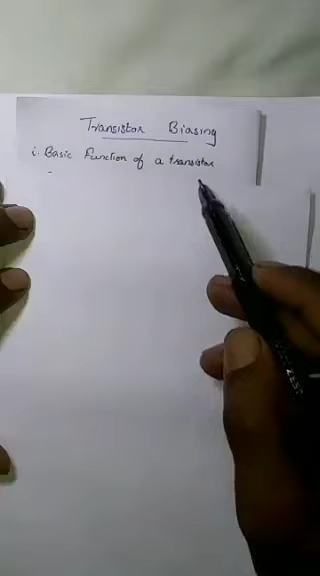 Transistor Biasing
i. Basic Function of a transistor
-